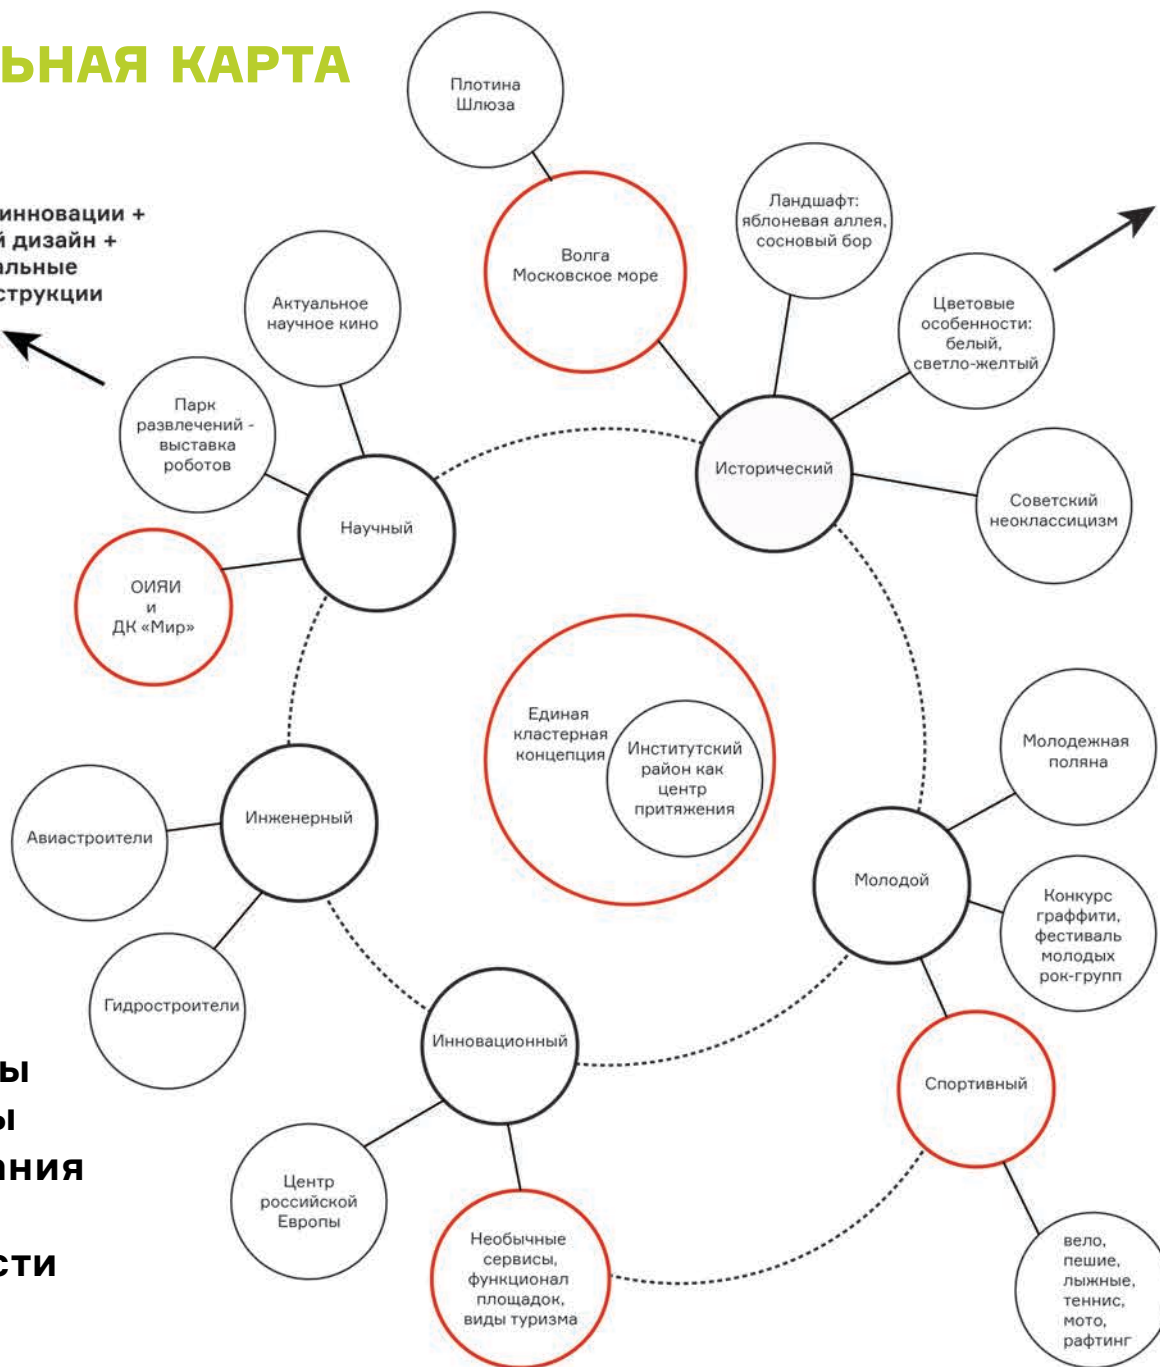 ЬНАЯ КАРТА
инновации +
й дизайн +
альные
струкции
Плотина
Шлюза
Волга
Московское море
Ландшафт:
яблоневая аллея,
сосновый бор
Цветовые
особенности:
белый,
светло-желтый
Актуальное
научное кино
Парк
развлечений -
выставка
роботов
Исторический
Советский
неоклассицизм
Научный
ОИЯИ
и
ДК «Мир»
Единая
кластерная
концепция
Институтский
район как
центр
притяжения
Молодежная
поляна
Инженерный
Авиастроители
Молодой
Конкурс
граффити,
фестиваль
молодых
рок-групп
Гидростроители
Инновационный
Спортивный
ы
ы
ания
сти
Центр
российской
Европы
Необычные
сервисы,
функционал
площадок,
виды туризма
вело,
пешие,
лыжные,
теннис,
мото,
рафтинг